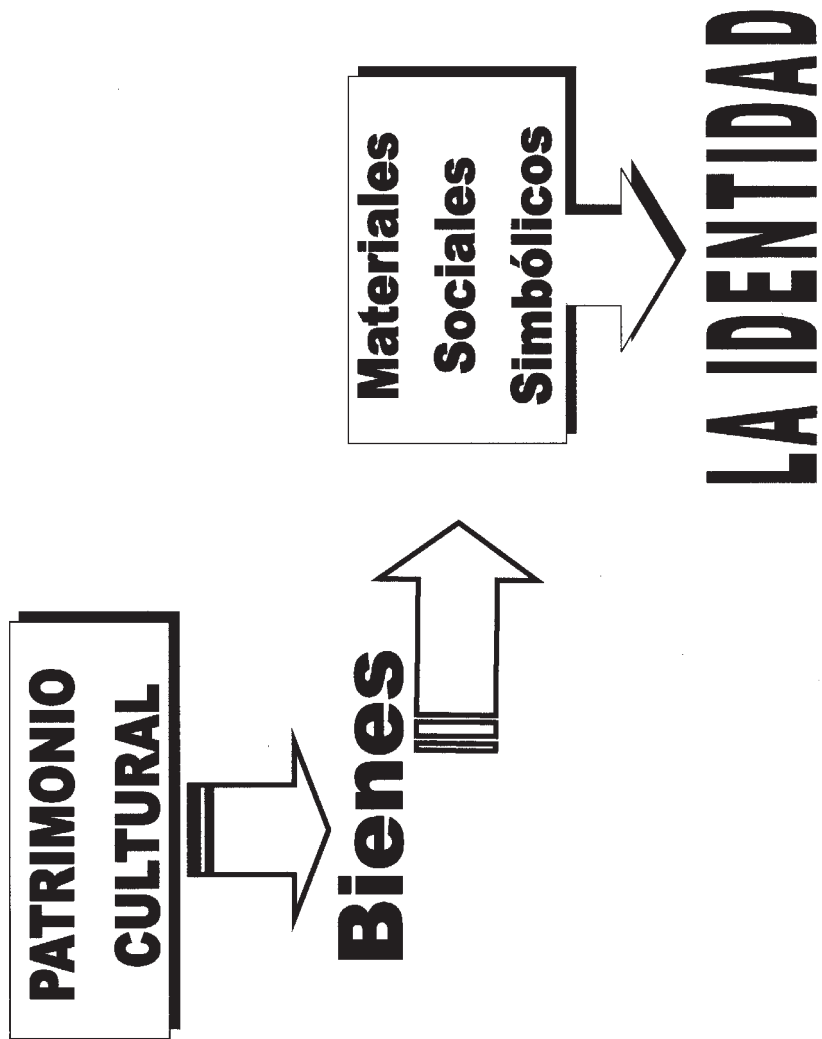 PATRIMONIO
CULTURAL
Bienes
Materiales
Sociales
Simbólicos
LA IDENTIDAD